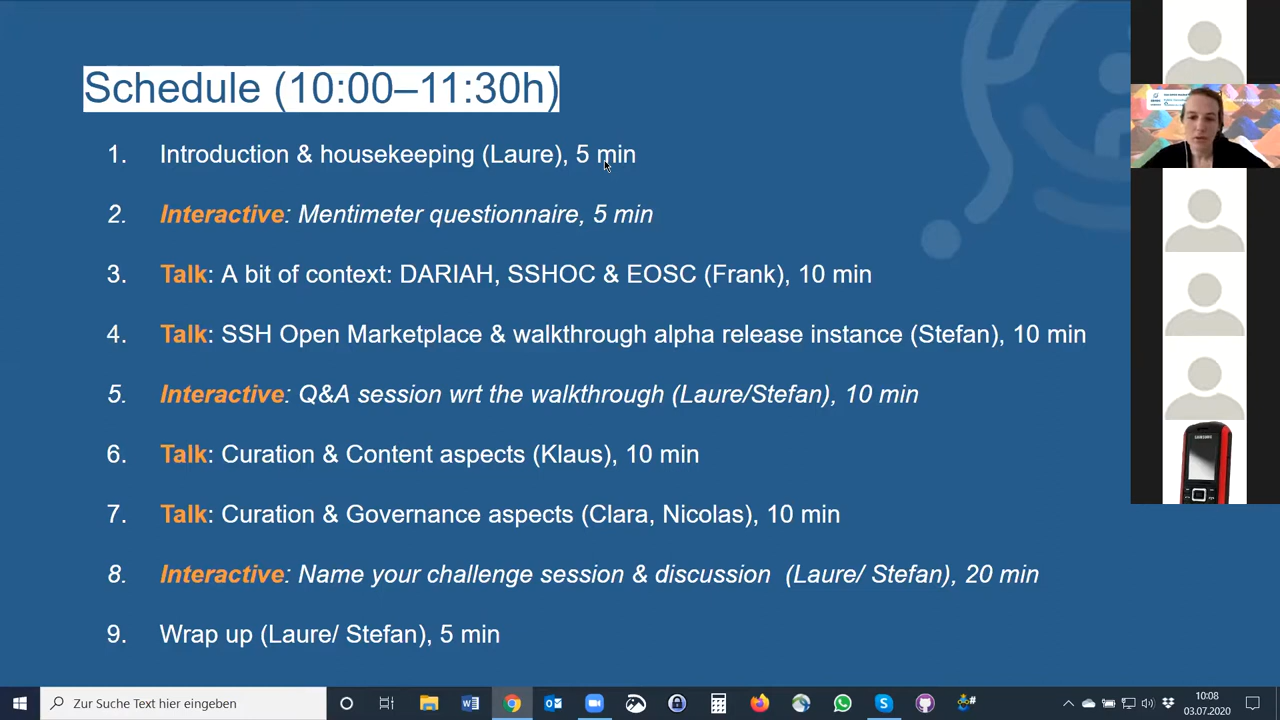 Schedule (10:00–11:30h)
1. Introduction & housekeeping (Laure), 5 min
2. Interactive: Mentimeter questionnaire, 5 min
3. Talk: A bit of context: DARIAH, SSHOC & EOSC (Frank), 10 min
4. Talk: SSH Open Marketplace & walkthrough alpha release instance (Stefan), 10 min
5. Interactive: Q&A session wrt the walkthrough (Laure/Stefan), 10 min
6. Talk: Curation & Content aspects (Klaus), 10 min
7. Talk: Curation & Governance aspects (Clara, Nicolas), 10 min
8. Interactive: Name your challenge session & discussion (Laure/ Stefan), 20 min
9. Wrap up (Laure/ Stefan), 5 min
SAMSUNG
Zur Suche Text hier eingeben
10:08
03.07.2020